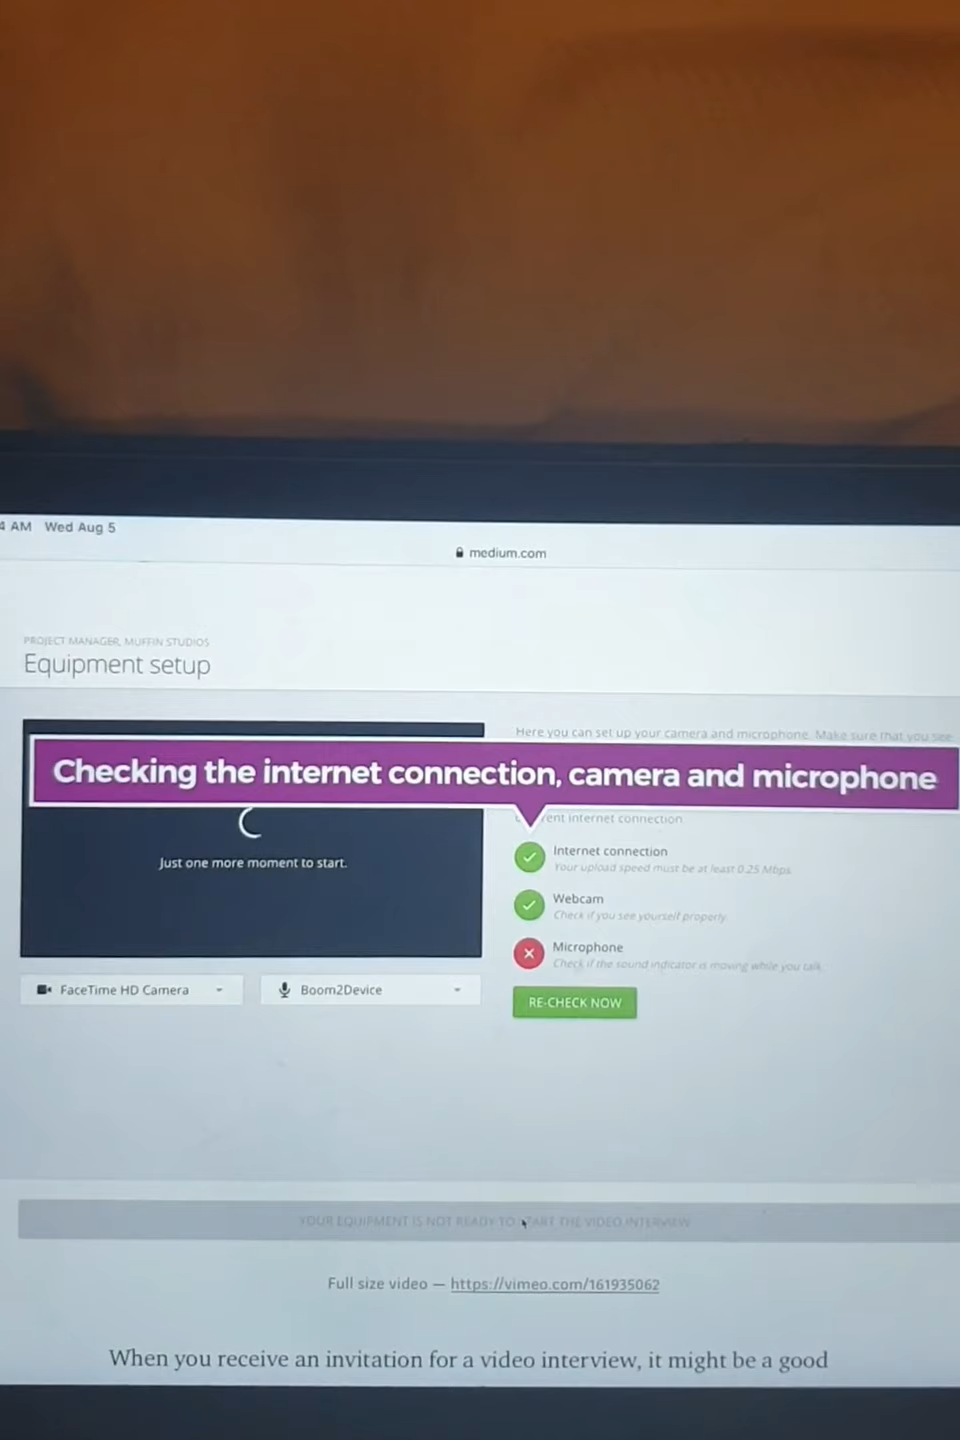 4 AM Wed Aug 5
medium.com
PROJECT MANAGER, MUFFIN STUDIOS
Equipment setup
Here you can set up your camera and microphone. Make sure that you see
Checking the internet connection, camera and microphone
internet connection
Just one more moment to start.
Internet connection
Your upload speed must be at least 0.25 Mbps.
Webcam
Check if you see yourself properly.
Microphone
Check if the sound indicator is moving while you talk.
FaceTime HD Camera
Boom2Device
RE-CHECK NOW
YOUR EQUIPMENT IS NOT READY TO START THE VIDEO INTERVIEW
Full size video — https://vimeo.com/161935062
When you receive an invitation for a video interview, it might be a good